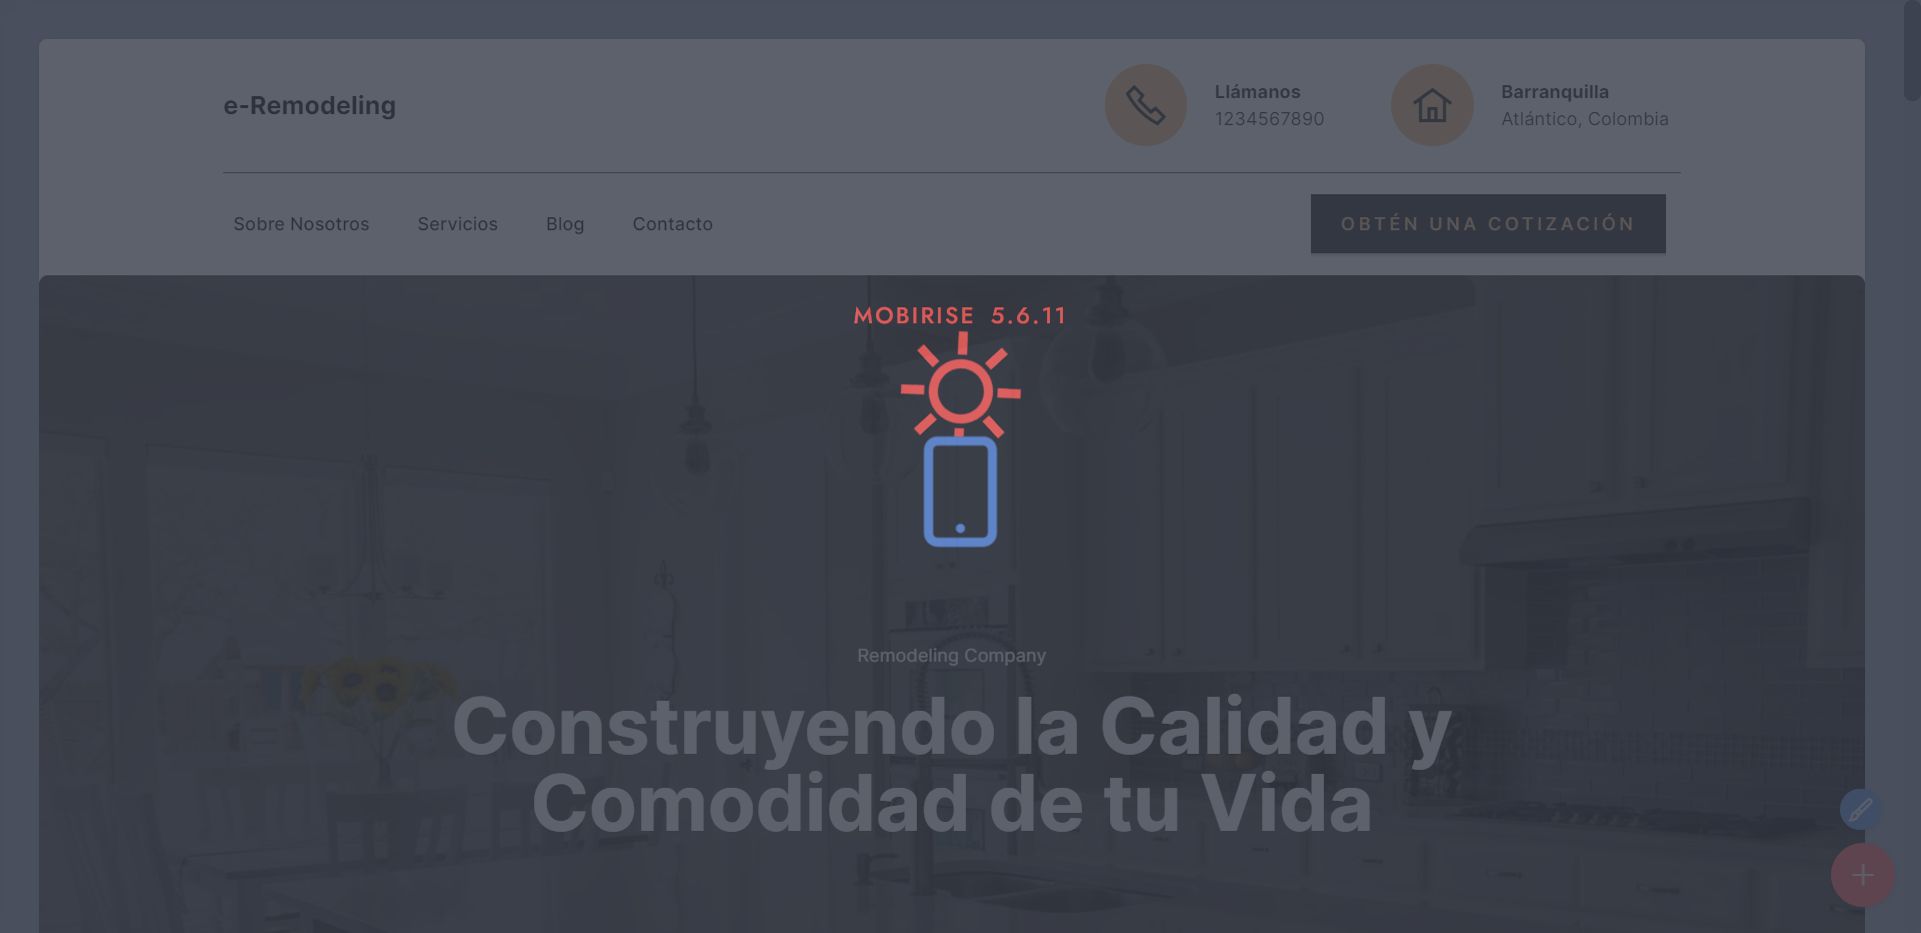 e-Remodeling
Llámanos
1234567890
Barranquilla
Atlántico, Colombia
Sobre Nosotros
Servicios
Blog
Contacto
OBTÉN UNA COTIZACIÓN
MOBIRISE 5.6.11
Remodeling Company
Construyendo la Calidad y
Comodidad de tu Vida